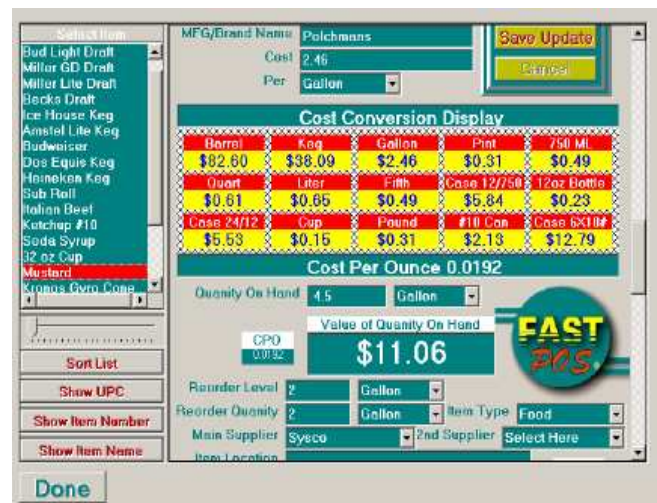 Select Item
Bud Light Draft
Miller GD Draft
Miller Lite Draft
Becks Draft
Ice House Keg
Amstel Lite Keg
Budweiser
Dos Equis Keg
Heineken Keg
Sub Roll
Italian Beef
Ketchup #10
Soda Syrup
32 oz Cup
Mustard
Kronos Gyro Cone
Sort List
Show UPC
Show Item Number
Show Item Name
Done
MFG/Brand Name Polchmans
Cost 2.46
Per Gallon
Save Update
Cancel
Cost Conversion Display
Barrel Keg Gallon Pint 750 ML
$82.60 $38.09 $2.46 $0.31 $0.49
Quart Liter Fifth Case 12/750 12oz Bottle
$0.61 $0.65 $0.49 $5.84 $0.23
Case 24/12 Cup Pound #10 Can Case 6X10#
$5.53 $0.15 $0.31 $2.13 $12.79
Cost Per Ounce 0.0192
Quanity On Hand 4.5 Gallon
Value of Quanity On Hand
CPO
0.0192
$11.06
FAST
POS.
Reorder Level 2 Gallon
Reorder Quanity 2 Gallon Item Type Food
Main Supplier Sysco 2nd Supplier Select Here
Item Location